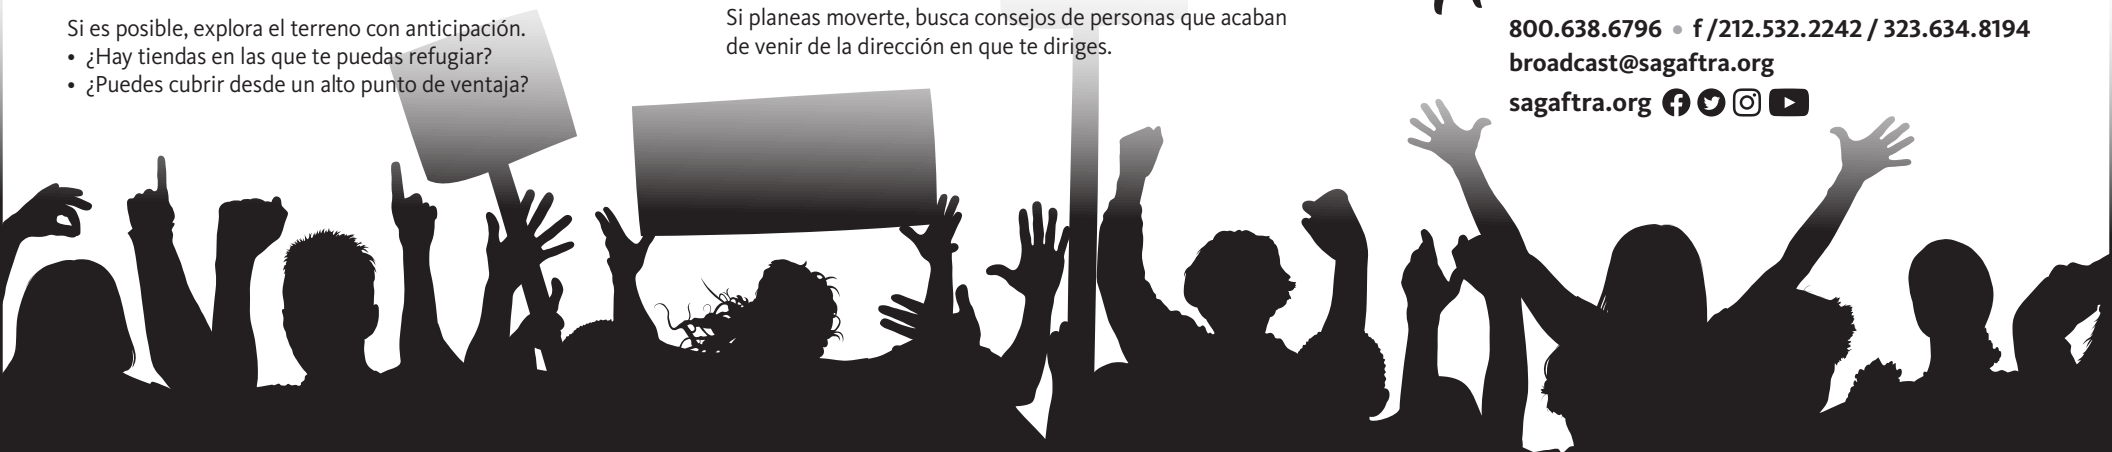 Si es posible, explora el terreno con anticipación.
• ¿Hay tiendas en las que te puedas refugiar?
• ¿Puedes cubrir desde un alto punto de ventaja?
Si planeas moverte, busca consejos de personas que acaban
de venir de la dirección en que te diriges.
800.638.6796 • f/212.532.2242 / 323.634.8194
broadcast@sagaftra.org
sagaftra.org